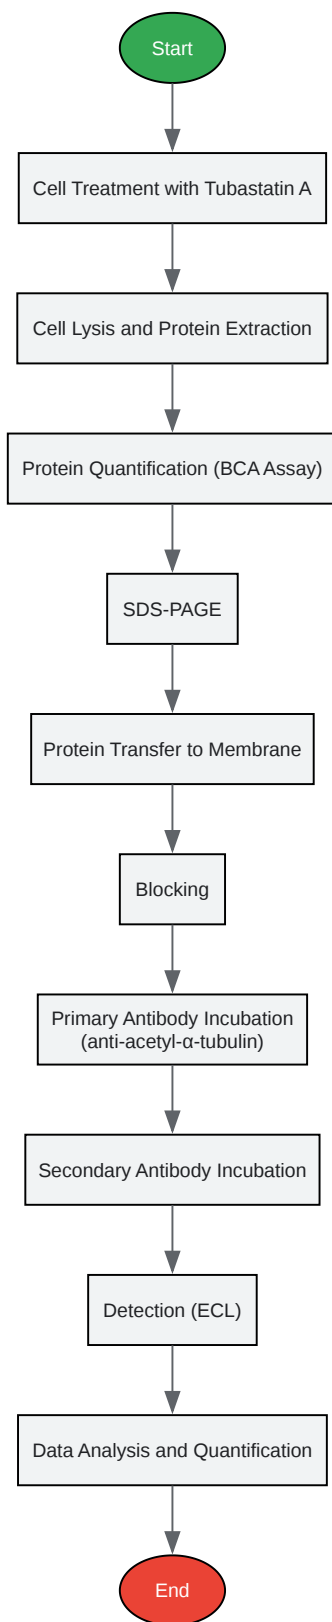 Start
Cell Treatment with Tubastatin A
Cell Lysis and Protein Extraction
Protein Quantification (BCA Assay)
SDS-PAGE
Protein Transfer to Membrane
Blocking
Primary Antibody Incubation
(anti-acetyl-α-tubulin)
Secondary Antibody Incubation
Detection (ECL)
Data Analysis and Quantification
End